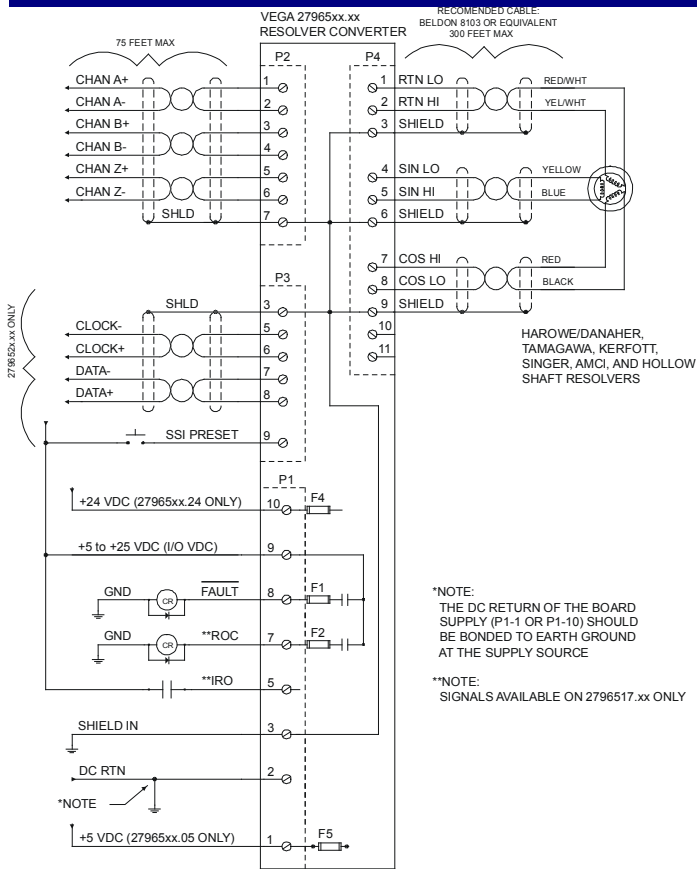 VEGA 27965xx.xx
RESOLVER CONVERTER
RECOMENDED CABLE:
BELDON 8103 OR EQUIVALENT
300 FEET MAX
75 FEET MAX
P2
P4
CHAN A+
1
CHAN A-
2
CHAN B+
3
CHAN B-
4
CHAN Z+
5
CHAN Z-
6
SHLD
7
1 RTN LO RED/WHT
2 RTN HI YEL/WHT
3 SHIELD
4 SIN LO YELLOW
5 SIN HI BLUE
6 SHIELD
7 COS HI RED
8 COS LO BLACK
9 SHIELD
10
11
HAROWE/DANAHER,
TAMAGAWA, KERFOTT,
SINGER, AMCI, AND HOLLOW
SHAFT RESOLVERS
P3
279652x.xx ONLY
SHLD 3
CLOCK- 5
CLOCK+ 6
DATA- 7
DATA+ 8
SSI PRESET 9
P1
+24 VDC (27965xx.24 ONLY) 10 F4
+5 to +25 VDC (I/O VDC) 9
GND CR FAULT 8 F1
GND CR **ROC 7 F2
**IRO 5
SHIELD IN 3
DC RTN 2
*NOTE
+5 VDC (27965xx.05 ONLY) 1 F5
*NOTE:
THE DC RETURN OF THE BOARD
SUPPLY (P1-1 OR P1-10) SHOULD
BE BONDED TO EARTH GROUND
AT THE SUPPLY SOURCE
**NOTE:
SIGNALS AVAILABLE ON 2796517.xx ONLY